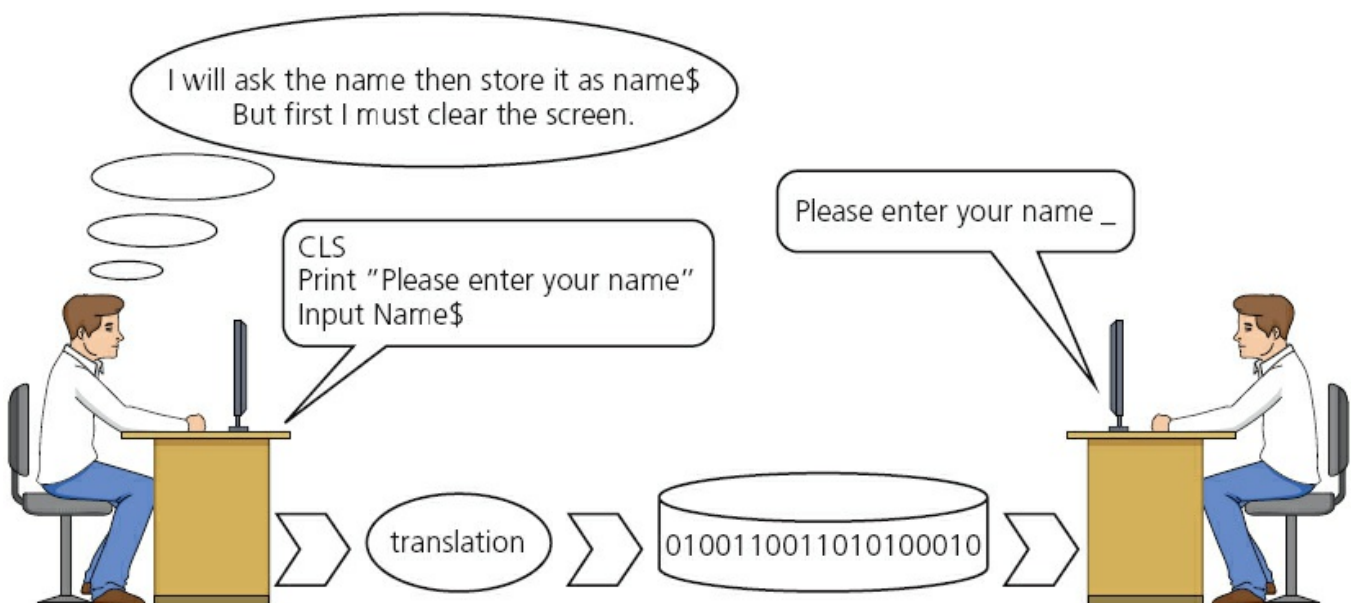 I will ask the name then store it as name$
But first I must clear the screen.
CLS
Print “Please enter your name”
Input Name$
Please enter your name _
translation
0100110011010100010